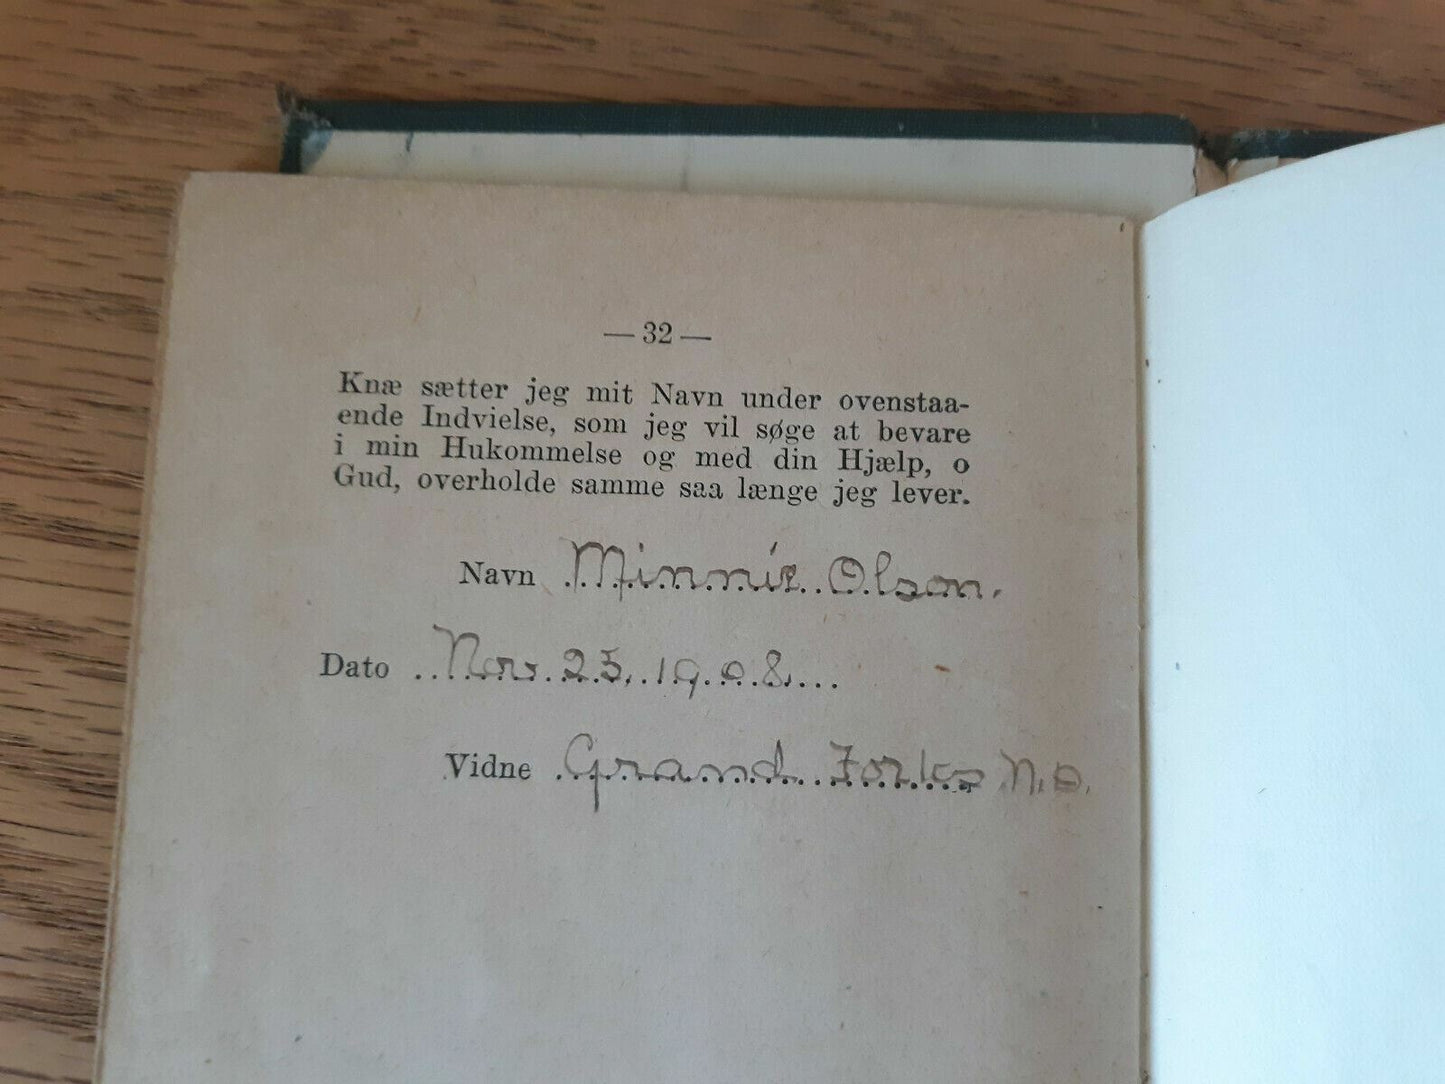 — 32 —
Knæ sætter jeg mit Navn under ovenstaa-
ende Indvielse, som jeg vil søge at bevare
i min Hukommelse og med din Hjælp, o
Gud, overholde samme saa længe jeg lever.
Navn Minnie Olson.
Dato Nov. 25, 1908.
Vidne Grand Forks N.D.